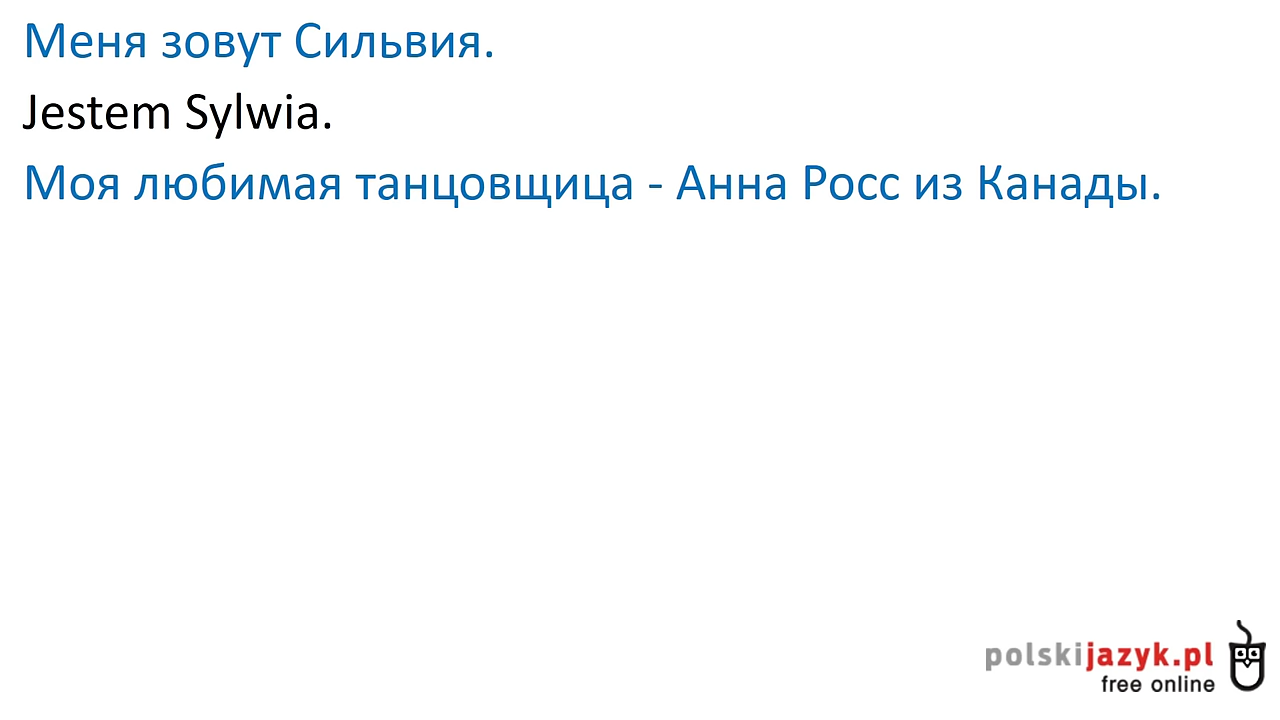 Меня зовут Сильвия.
Jestem Sylwia.
Моя любимая танцовщица - Анна Росс из Канады.
polskijazyk.pl
free online